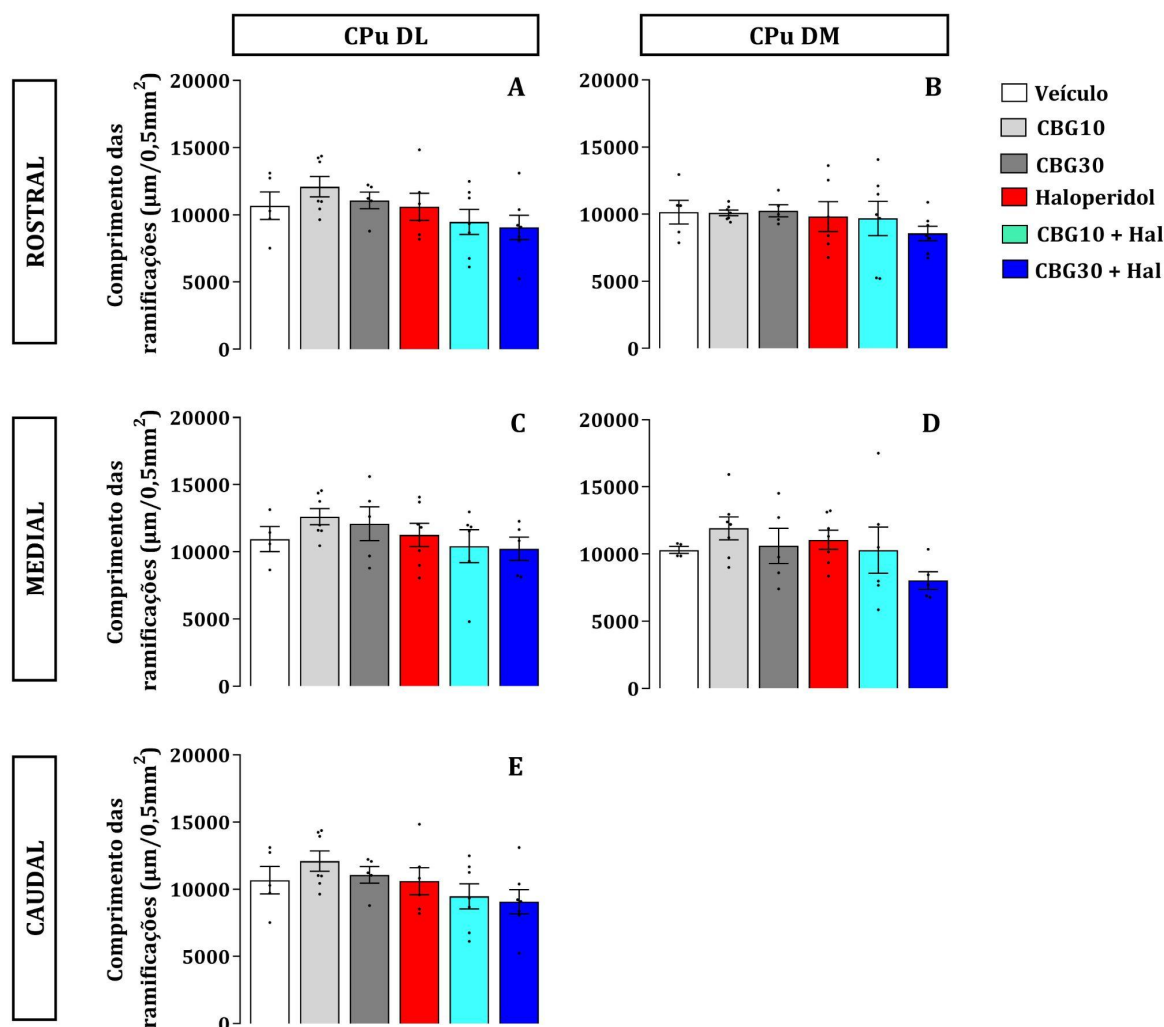 CPu DL
CPu DM
ROSTRAL
Comprimento das
ramificações (µm/0,5mm²)
20000
15000
10000
5000
0
A
20000
15000
10000
5000
0
B
Veículo
CBG10
CBG30
Haloperidol
CBG10 + Hal
CBG30 + Hal
MEDIAL
Comprimento das
ramificações (µm/0,5mm²)
20000
15000
10000
5000
0
C
20000
15000
10000
5000
0
D
CAUDAL
Comprimento das
ramificações (µm/0,5mm²)
20000
15000
10000
5000
0
E